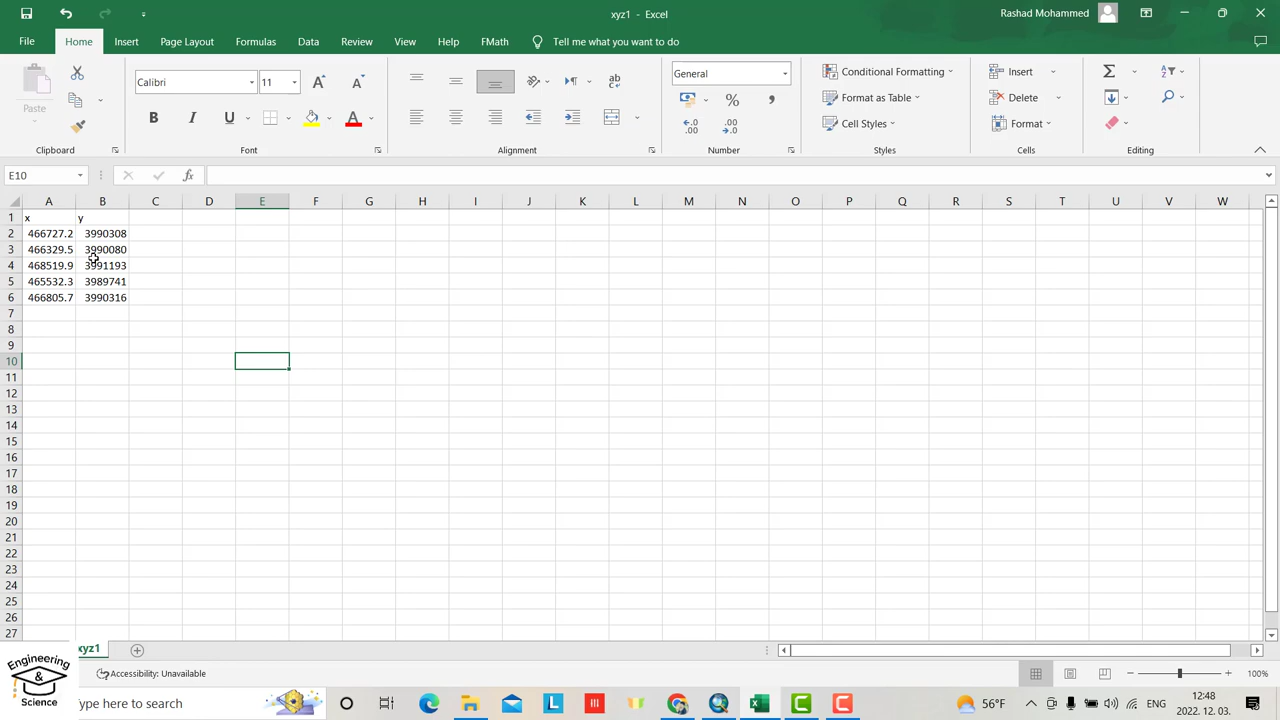 xyz1 - Excel
Rashad Mohammed
File Home Insert Page Layout Formulas Data Review View Help FMath Tell me what you want to do
Paste
Calibri 11
B I U A
ab
General
% ,
Conditional Formatting
Format as Table
Cell Styles
Insert
Delete
Format
Clipboard Font Alignment Number Styles Cells Editing
E10 fx
A B C D E F G H I J K L M N O P Q R S T U V W
1 x y
2 466727.2 3990308
3 466329.5 3990080
4 468519.9 3991193
5 465532.3 3989741
6 466805.7 3990316
7
8
9
10
11
12
13
14
15
16
17
18
19
20
21
22
23
24
25
26
27
xyz1
Accessibility: Unavailable
100%
Engineering
&
Science
Type here to search
56°F
ENG
12:48
2022. 12. 03.